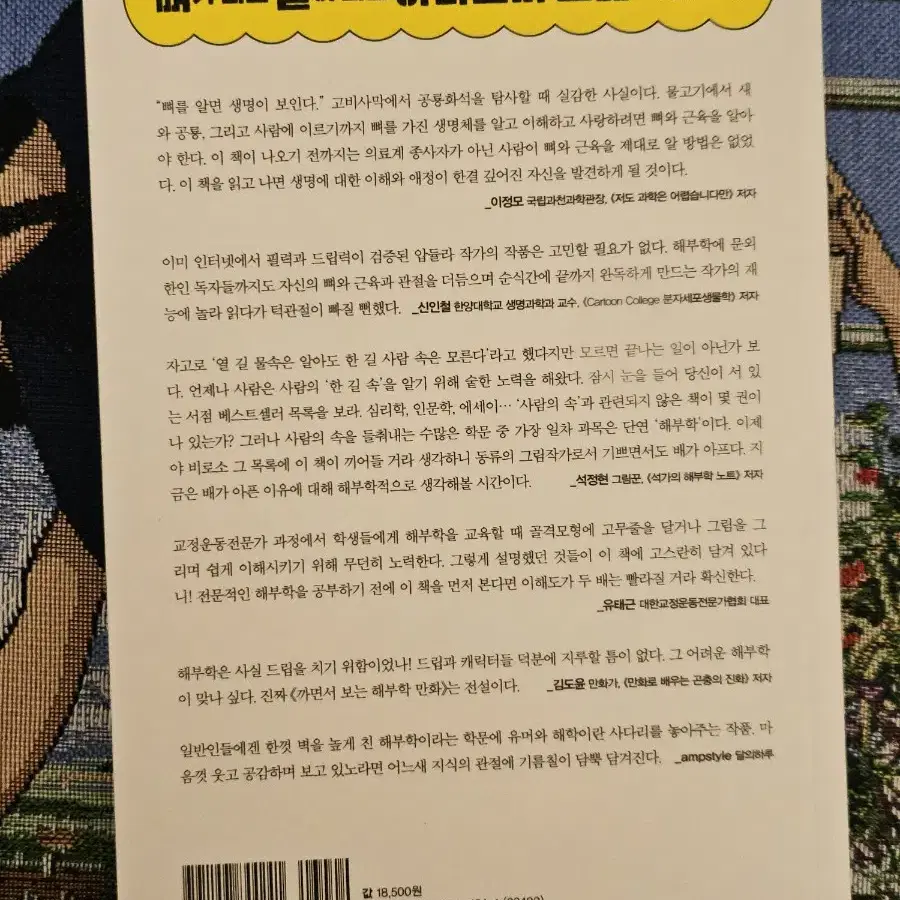 "뼈를 알면 생명이 보인다." 고비사막에서 공룡화석을 탐사할 때 실감한 사실이다. 물고기에서 새
와 공룡, 그리고 사람에 이르기까지 뼈를 가진 생명체를 알고 이해하고 사랑하려면 뼈와 근육을 알아
야 한다. 이 책이 나오기 전까지는 의료계 종사자가 아닌 사람이 뼈와 근육을 제대로 알 방법은 없었
다. 이 책을 읽고 나면 생명에 대한 이해와 애정이 한결 깊어진 자신을 발견하게 될 것이다.
_이정모 국립과천과학관장, 《저도 과학은 어렵습니다만》 저자
이미 인터넷에서 필력과 드립력이 검증된 압듈라 작가의 작품은 고민할 필요가 없다. 해부학에 문외
한인 독자들까지도 자신의 뼈와 근육과 관절을 더듬으며 순식간에 끝까지 완독하게 만드는 작가의 재
능에 놀라 읽다가 턱관절이 빠질 뻔했다. _신인철 한양대학교 생명과학과 교수, 《Cartoon College 분자세포생물학》 저자
자고로 '열 길 물속은 알아도 한 길 사람 속은 모른다'라고 했다지만 모르면 끝나는 일이 아닌가 보
다. 언제나 사람은 사람의 '한 길 속'을 알기 위해 숱한 노력을 해왔다. 잠시 눈을 들어 당신이 서 있
는 서점 베스트셀러 목록을 보라. 심리학, 인문학, 에세이… '사람의 속'과 관련되지 않은 책이 몇 권이
나 있는가? 그러나 사람의 속을 들춰내는 수많은 학문 중 가장 일차 과목은 단연 '해부학'이다. 이제
야 비로소 그 목록에 이 책이 끼어들 거라 생각하니 동류의 그림작가로서 기쁘면서도 배가 아프다. 지
금은 배가 아픈 이유에 대해 해부학적으로 생각해볼 시간이다. _석정현 그림꾼, 《석가의 해부학 노트》 저자
교정운동전문가 과정에서 학생들에게 해부학을 교육할 때 골격모형에 고무줄을 달거나 그림을 그
리며 쉽게 이해시키기 위해 무던히 노력한다. 그렇게 설명했던 것들이 이 책에 고스란히 담겨 있다
니! 전문적인 해부학을 공부하기 전에 이 책을 먼저 본다면 이해도가 두 배는 빨라질 거라 확신한다.
_유태근 대한교정운동전문가협회 대표
해부학은 사실 드립을 치기 위함이었나! 드립과 캐릭터들 덕분에 지루할 틈이 없다. 그 어려운 해부학
이 맞나 싶다. 진짜 《까면서 보는 해부학 만화》는 전설이다. _김도윤 만화가, 《만화로 배우는 곤충의 진화》 저자
일반인들에겐 한껏 벽을 높게 친 해부학이라는 학문에 유머와 해학이란 사다리를 놓아주는 작품. 마
음껏 웃고 공감하며 보고 있노라면 어느새 지식의 관절에 기름칠이 담뿍 담겨진다. _ampstyle 달의하루
값 18,500원